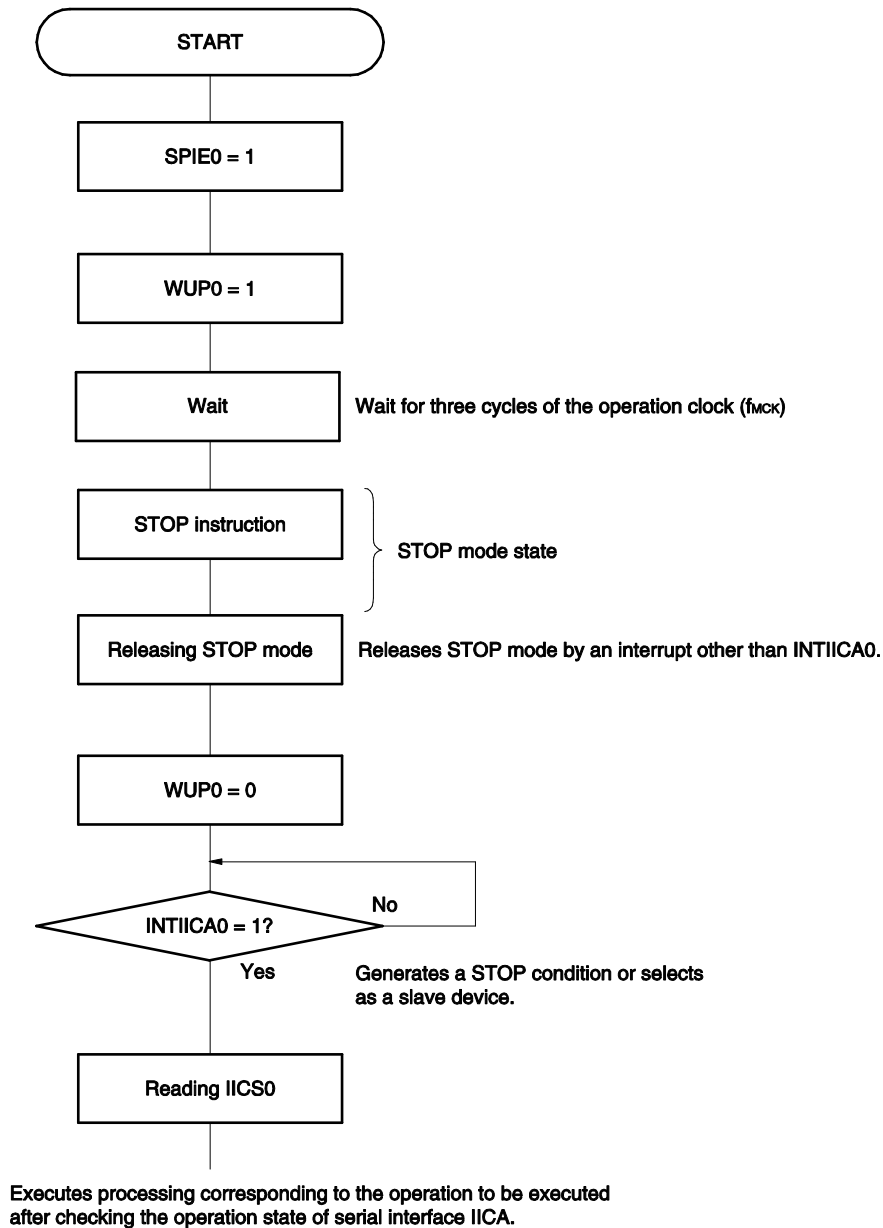 START
SPIE0 = 1
WUP0 = 1
Wait
Wait for three cycles of the operation clock (fMCK)
STOP instruction
STOP mode state
Releasing STOP mode
Releases STOP mode by an interrupt other than INTIICA0.
WUP0 = 0
No
INTIICA0 = 1?
Yes
Generates a STOP condition or selects
as a slave device.
Reading IICS0
Executes processing corresponding to the operation to be executed
after checking the operation state of serial interface IICA.